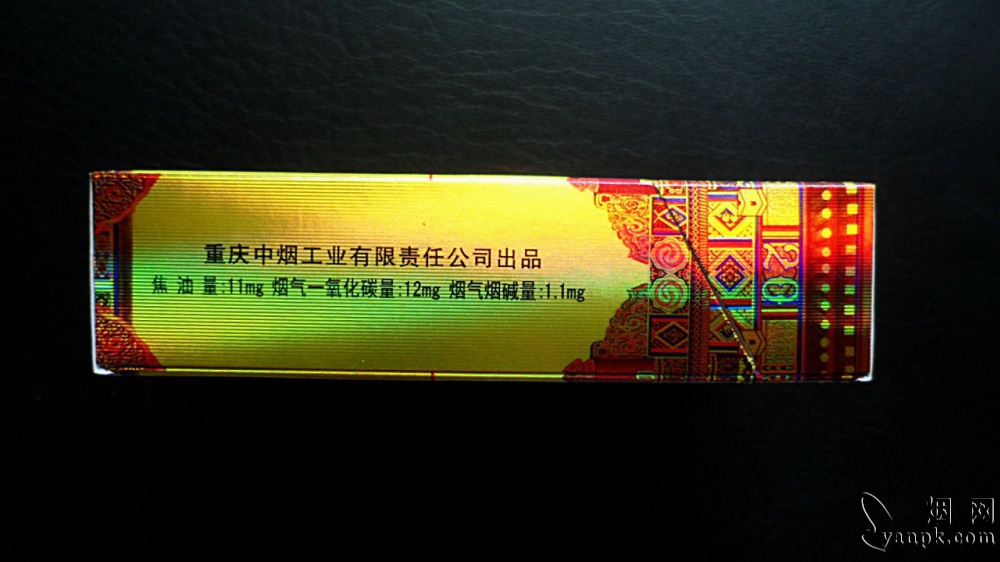 重庆中烟工业有限责任公司出品
焦 油 量:11mg 烟气一氧化碳量:12mg 烟气烟碱量:1.1mg
烟 网
yanpk.com